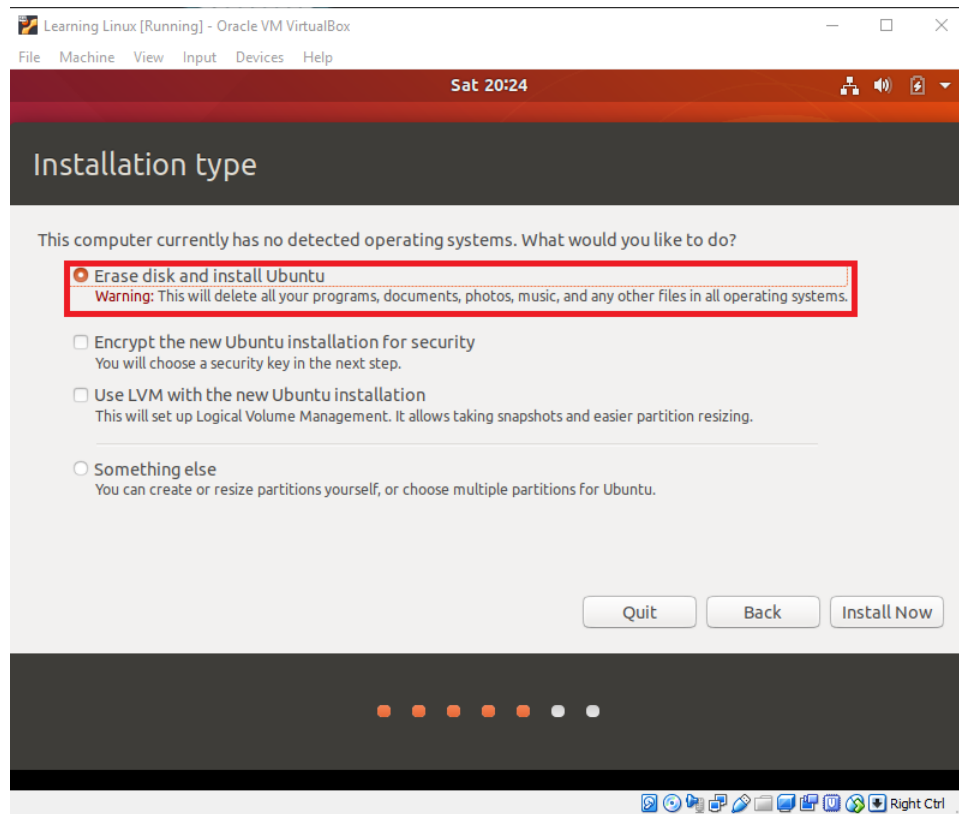 Learning Linux [Running] - Oracle VM VirtualBox
File Machine View Input Devices Help
Sat 20:24
Installation type
This computer currently has no detected operating systems. What would you like to do?
Erase disk and install Ubuntu
Warning: This will delete all your programs, documents, photos, music, and any other files in all operating systems.
Encrypt the new Ubuntu installation for security
You will choose a security key in the next step.
Use LVM with the new Ubuntu installation
This will set up Logical Volume Management. It allows taking snapshots and easier partition resizing.
Something else
You can create or resize partitions yourself, or choose multiple partitions for Ubuntu.
Quit Back Install Now
Right Ctrl